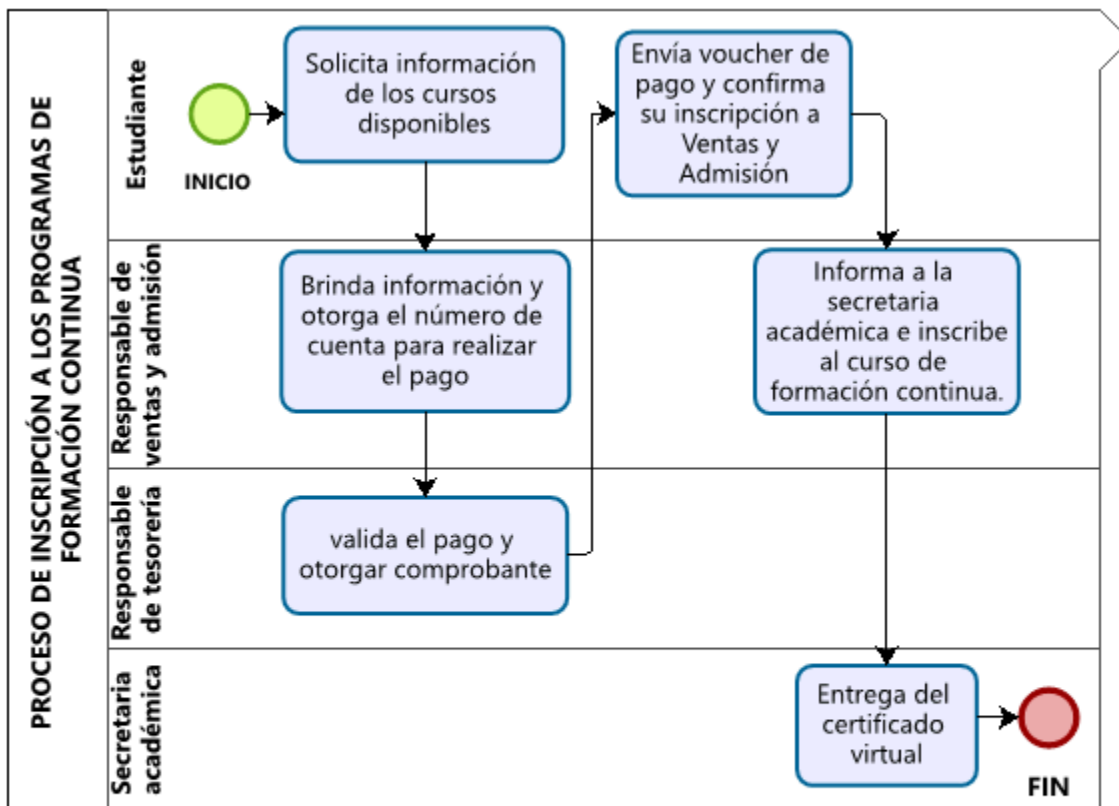 PROCESO DE INSCRIPCIÓN A LOS PROGRAMAS DE
FORMACIÓN CONTINUA
Estudiante
INICIO
Solicita información
de los cursos
disponibles
Envía voucher de
pago y confirma
su inscripción a
Ventas y
Admisión
Responsable de
ventas y admisión
Brinda información y
otorga el número de
cuenta para realizar
el pago
Informa a la
secretaria
académica e inscribe
al curso de
formación continua.
Responsable
de tesorería
valida el pago y
otorgar comprobante
Secretaria
académica
Entrega del
certificado
virtual
FIN